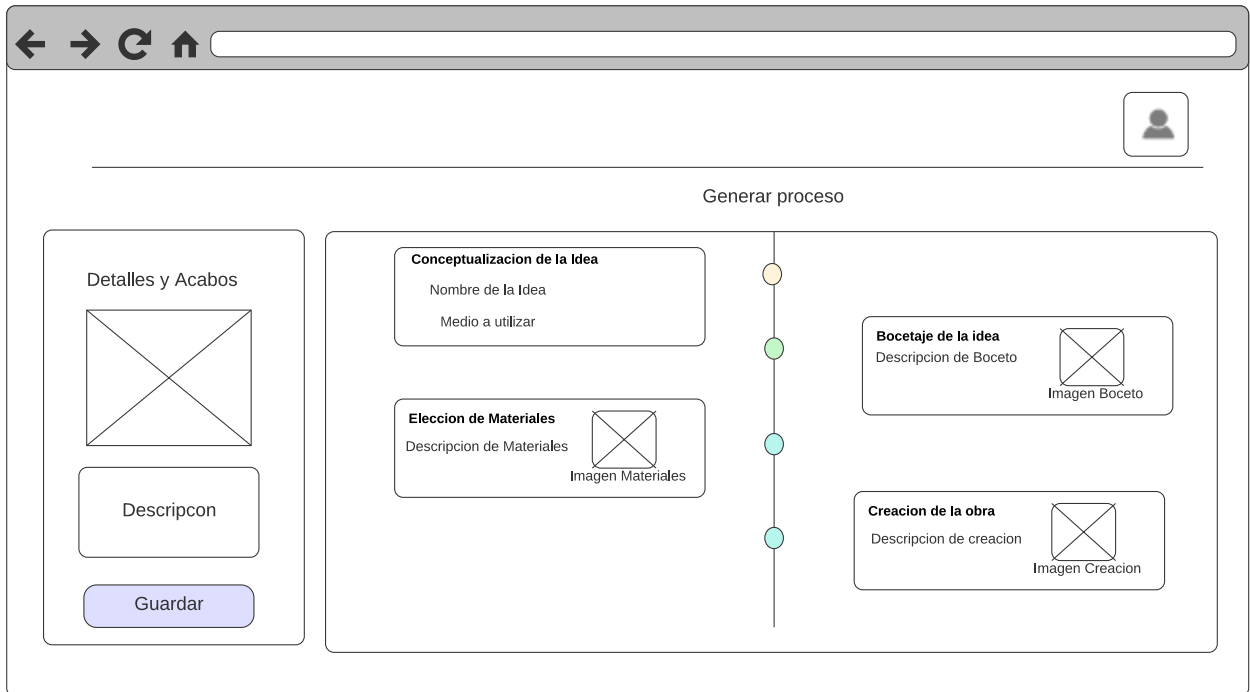 Generar proceso
Detalles y Acabos
Descripcon
Guardar
Conceptualizacion de la Idea
Nombre de la Idea
Medio a utilizar
Bocetaje de la idea
Descripcion de Boceto
Imagen Boceto
Eleccion de Materiales
Descripcion de Materiales
Imagen Materiales
Creacion de la obra
Descripcion de creacion
Imagen Creacion